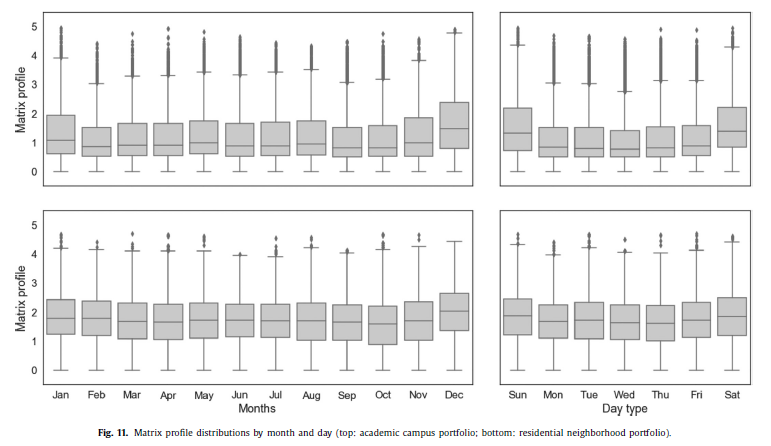 5
4
3
2
1
0
Matrix profile
5
4
3
2
1
0
Matrix profile
Jan Feb Mar Apr May Jun Jul Aug Sep Oct Nov Dec
Months
Sun Mon Tue Wed Thu Fri Sat
Day type
Fig. 11. Matrix profile distributions by month and day (top: academic campus portfolio; bottom: residential neighborhood portfolio).